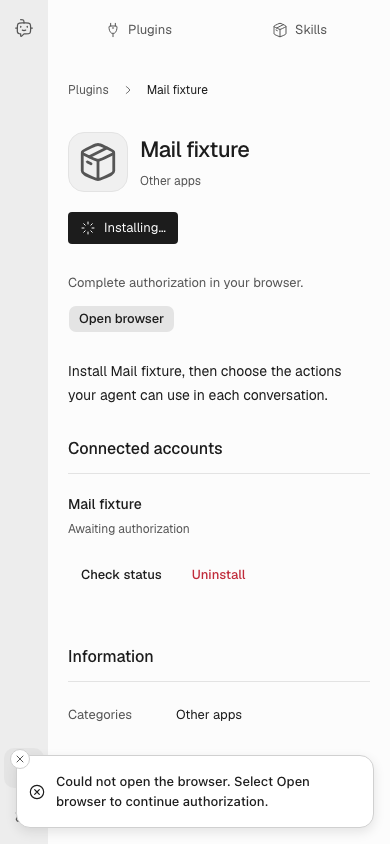 Plugins
Skills
Plugins
Mail fixture
Mail fixture
Other apps
Installing...
Complete authorization in your browser.
Open browser
Install Mail fixture, then choose the actions
your agent can use in each conversation.
Connected accounts
Mail fixture
Awaiting authorization
Check status
Uninstall
Information
Categories
Other apps
Could not open the browser. Select Open
browser to continue authorization.